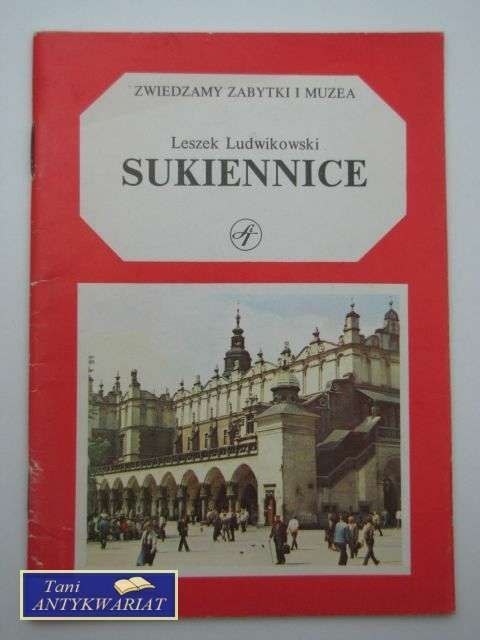 ZWIEDZAMY ZABYTKI I MUZEA
Leszek Ludwikowski
SUKIENNICE
Tani
ANTYKWARIAT